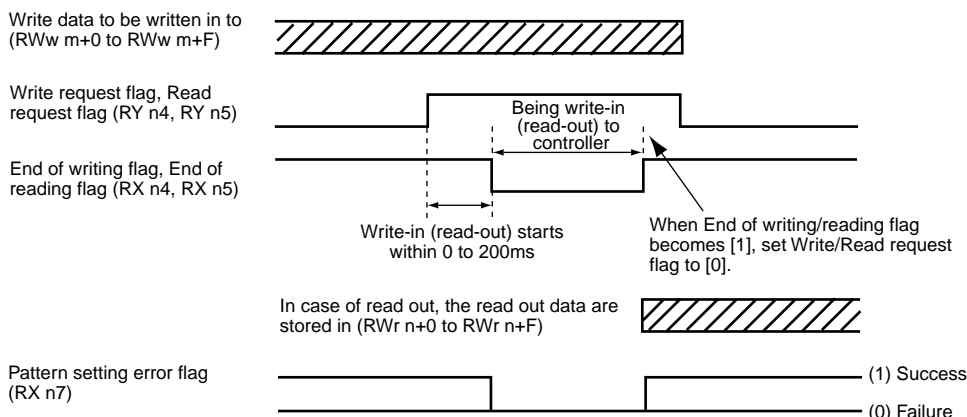 Write data to be written in to
(RWw m+0 to RWw m+F)
Write request flag, Read
request flag (RY n4, RY n5)
Being write-in
(read-out) to
controller
End of writing flag, End of
reading flag (RX n4, RX n5)
Write-in (read-out) starts
within 0 to 200ms
When End of writing/reading flag
becomes [1], set Write/Read request
flag to [0].
In case of read out, the read out data are
stored in (RWr n+0 to RWr n+F)
Pattern setting error flag
(RX n7)
(1) Success
(0) Failure